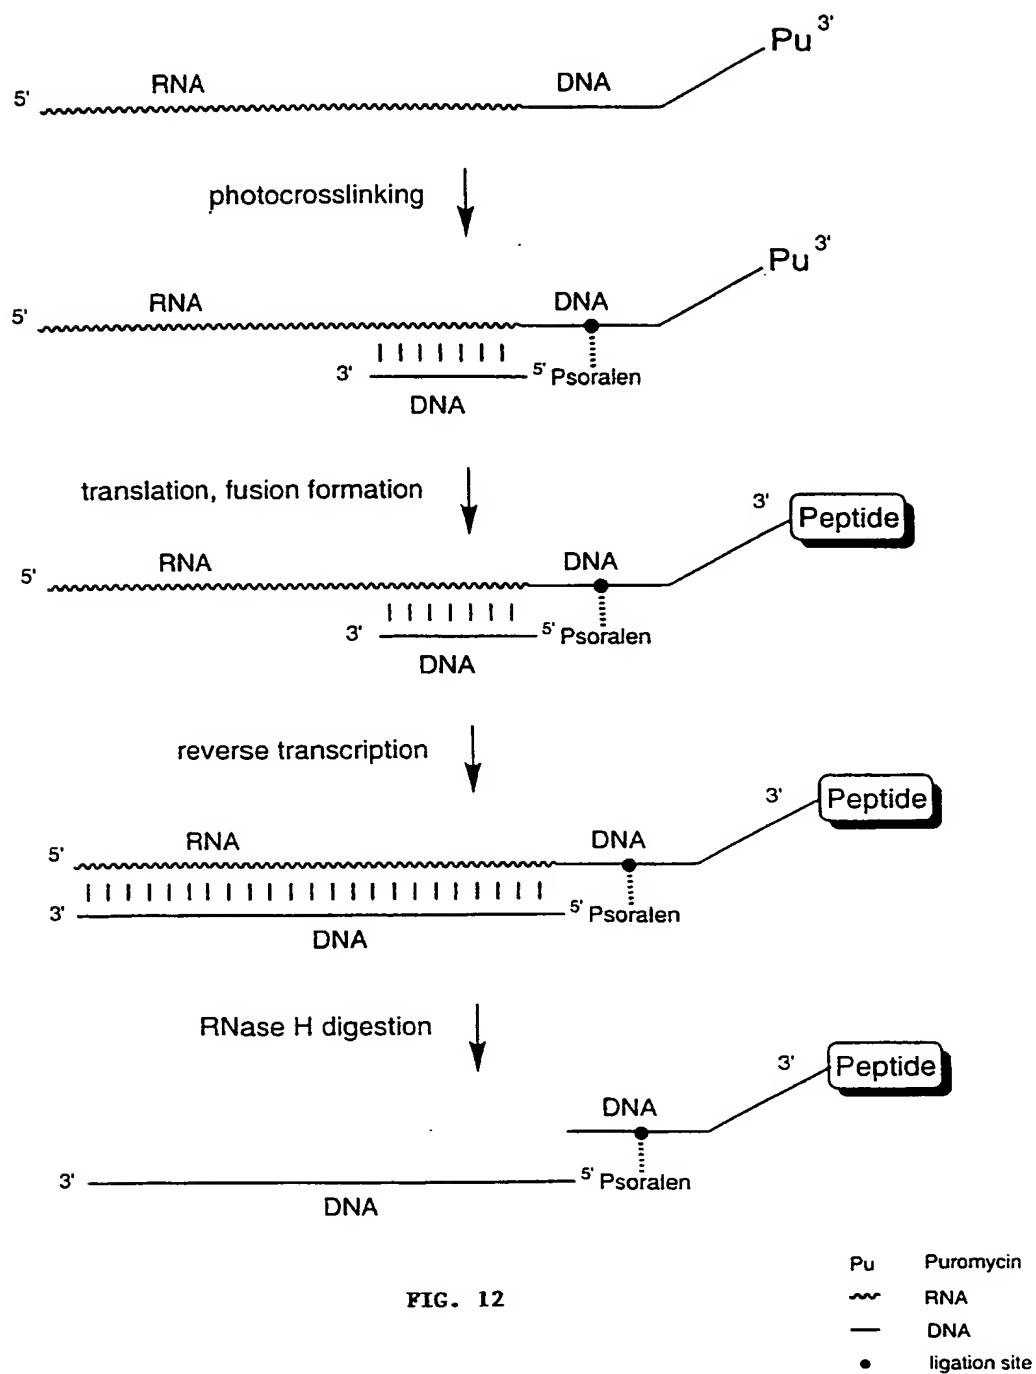 Pu 3'
RNA
DNA
5'
photocrosslinking
Pu 3'
RNA
DNA
5'
3'
5' Psoralen
DNA
translation, fusion formation
3'
Peptide
RNA
DNA
5'
3'
5' Psoralen
DNA
reverse transcription
3'
Peptide
RNA
DNA
5'
3'
5' Psoralen
DNA
RNase H digestion
3'
Peptide
DNA
3'
5' Psoralen
DNA
FIG. 12
Pu Puromycin
RNA
DNA
ligation site